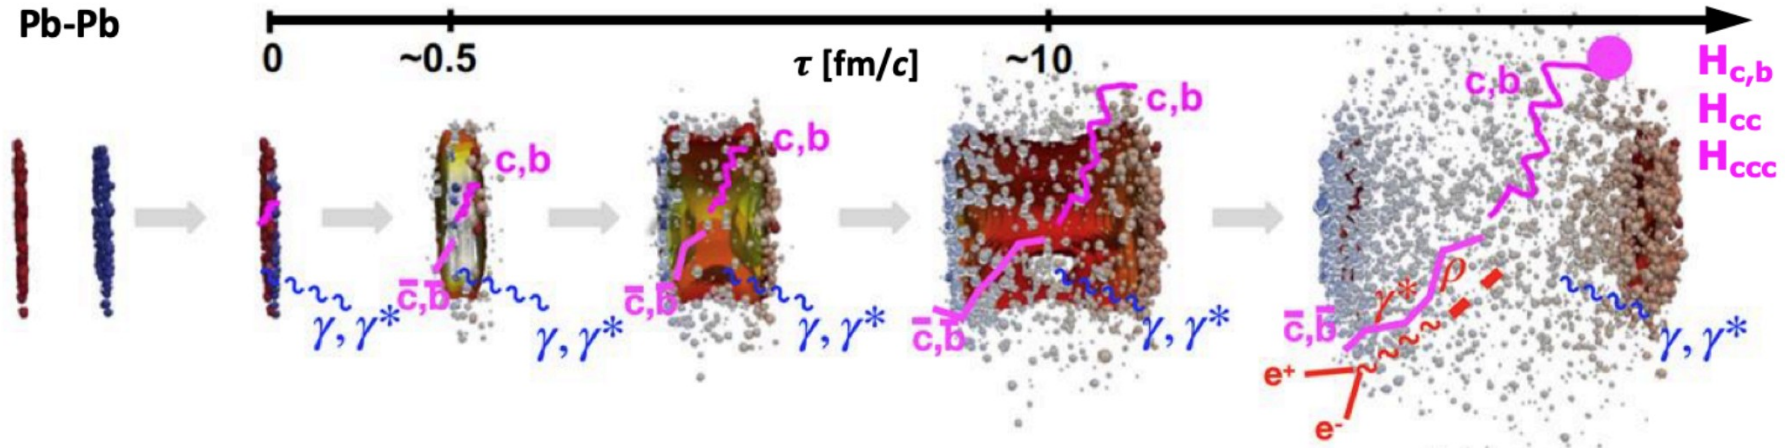 Pb-Pb
0 ~0.5 τ [fm/c] ~10
H_c,b
H_cc
H_ccc
c,b
c̄,b̄
γ, γ*
c,b
c̄,b̄
γ, γ*
c,b
c̄,b̄
γ, γ*
γ, γ*
c,b
ρ
γ*
c̄,b̄
γ, γ*
e⁺
e⁻